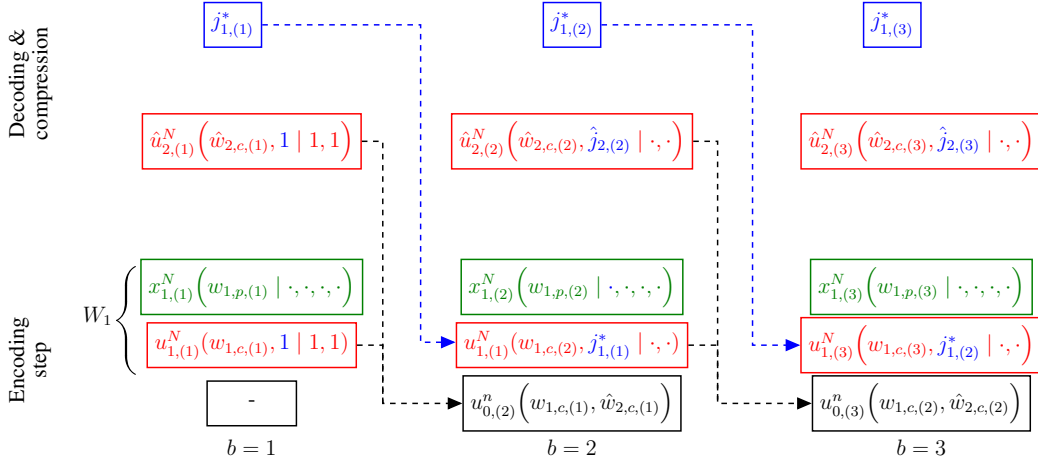 Decoding &
compression
j*_{1,(1)}
j*_{1,(2)}
j*_{1,(3)}
û^N_{2,(1)}(ŵ_{2,c,(1)}, 1 | 1, 1)
û^N_{2,(2)}(ŵ_{2,c,(2)}, ĵ_{2,(2)} | ·, ·)
û^N_{2,(3)}(ŵ_{2,c,(3)}, ĵ_{2,(3)} | ·, ·)
Encoding
step
W_1
x^N_{1,(1)}(w_{1,p,(1)} | ·, ·, ·, ·)
x^N_{1,(2)}(w_{1,p,(2)} | ·, ·, ·, ·)
x^N_{1,(3)}(w_{1,p,(3)} | ·, ·, ·, ·)
u^N_{1,(1)}(w_{1,c,(1)}, 1 | 1, 1)
u^N_{1,(1)}(w_{1,c,(2)}, j*_{1,(1)} | ·, ·)
u^N_{1,(3)}(w_{1,c,(3)}, j*_{1,(2)} | ·, ·)
-
u^n_{0,(2)}(w_{1,c,(1)}, ŵ_{2,c,(1)})
u^n_{0,(3)}(w_{1,c,(2)}, ŵ_{2,c,(2)})
b = 1
b = 2
b = 3